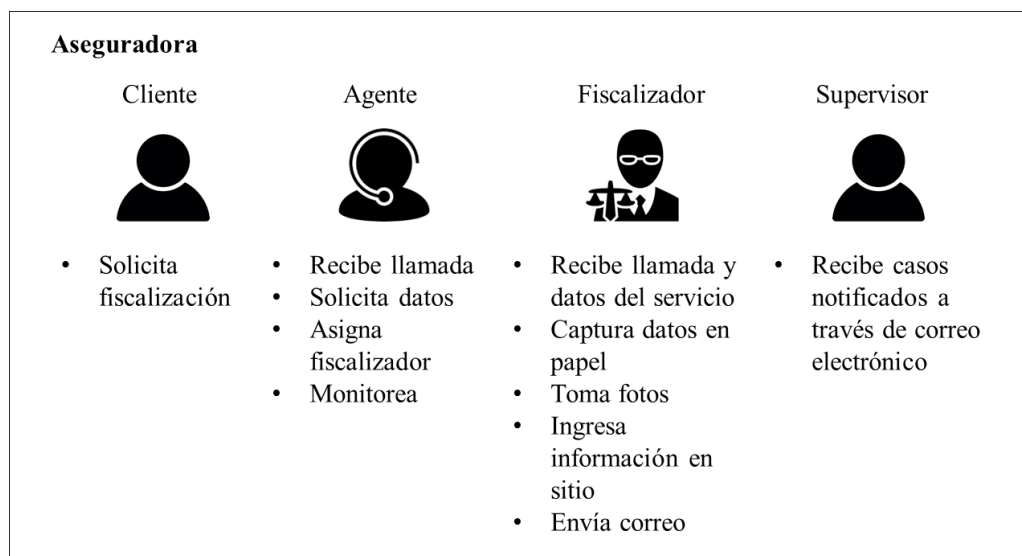 Aseguradora
Cliente
• Solicita
fiscalización
Agente
• Recibe llamada
• Solicita datos
• Asigna
fiscalizador
• Monitorea
Fiscalizador
• Recibe llamada y
datos del servicio
• Captura datos en
papel
• Toma fotos
• Ingresa
información en
sitio
• Envía correo
Supervisor
• Recibe casos
notificados a
través de correo
electrónico